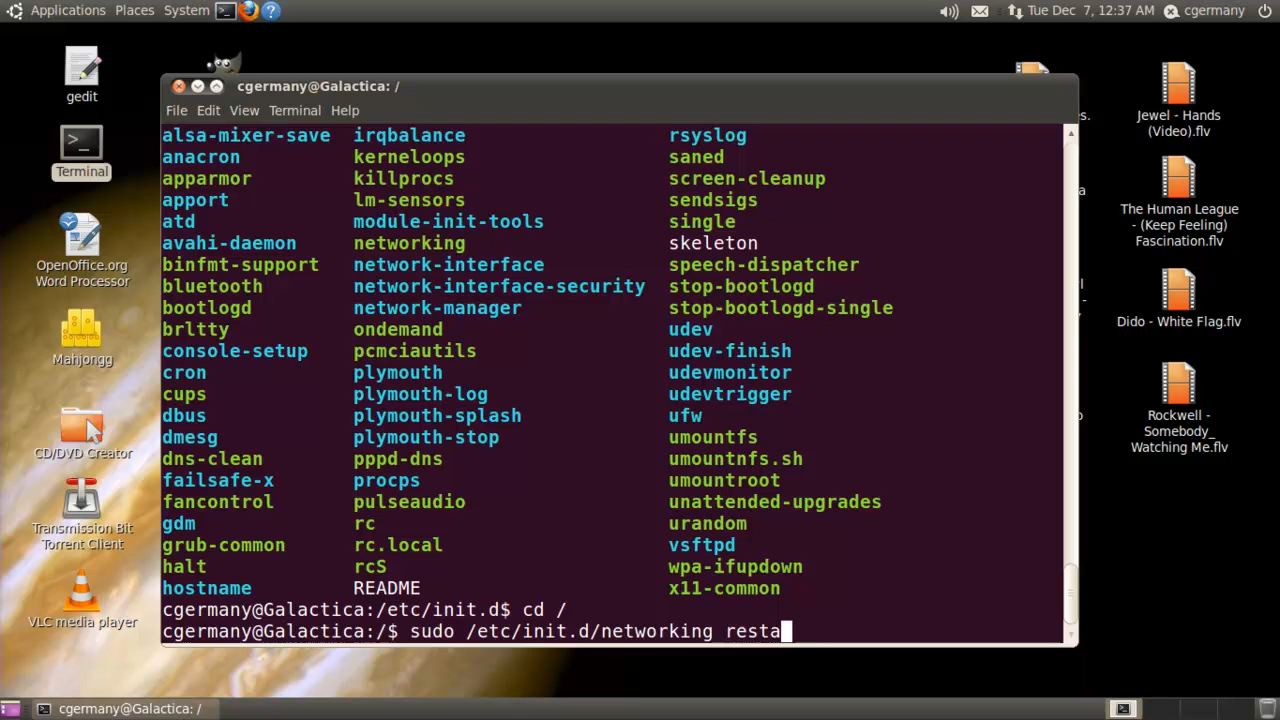 Applications Places System
Tue Dec 7, 12:37 AM
cgermany
gedit
Terminal
OpenOffice.org
Word Processor
Mahjongg
CD/DVD Creator
Transmission Bit
Torrent Client
VLC media player
cgermany@Galactica: /
File Edit View Terminal Help
alsa-mixer-save irqbalance rsyslog
anacron kerneloops saned
apparmor killprocs screen-cleanup
apport lm-sensors sendsigs
atd module-init-tools single
avahi-daemon networking skeleton
binfmt-support network-interface speech-dispatcher
bluetooth network-interface-security stop-bootlogd
bootlogd network-manager stop-bootlogd-single
brltty ondemand udev
console-setup pcmciautils udev-finish
cron plymouth udevmonitor
cups plymouth-log udevtrigger
dbus plymouth-splash ufw
dmesg plymouth-stop umountfs
dns-clean pppd-dns umountnfs.sh
failsafe-x procps umountroot
fancontrol pulseaudio unattended-upgrades
gdm rc urandom
grub-common rc.local vsftpd
halt rcS wpa-ifupdown
hostname README x11-common
cgermany@Galactica:/etc/init.d$ cd /
cgermany@Galactica:/$ sudo /etc/init.d/networking resta
Jewel - Hands
(Video).flv
The Human League
- (Keep Feeling)
Fascination.flv
Dido - White Flag.flv
Rockwell -
Somebody_
Watching Me.flv
cgermany@Galactica: /